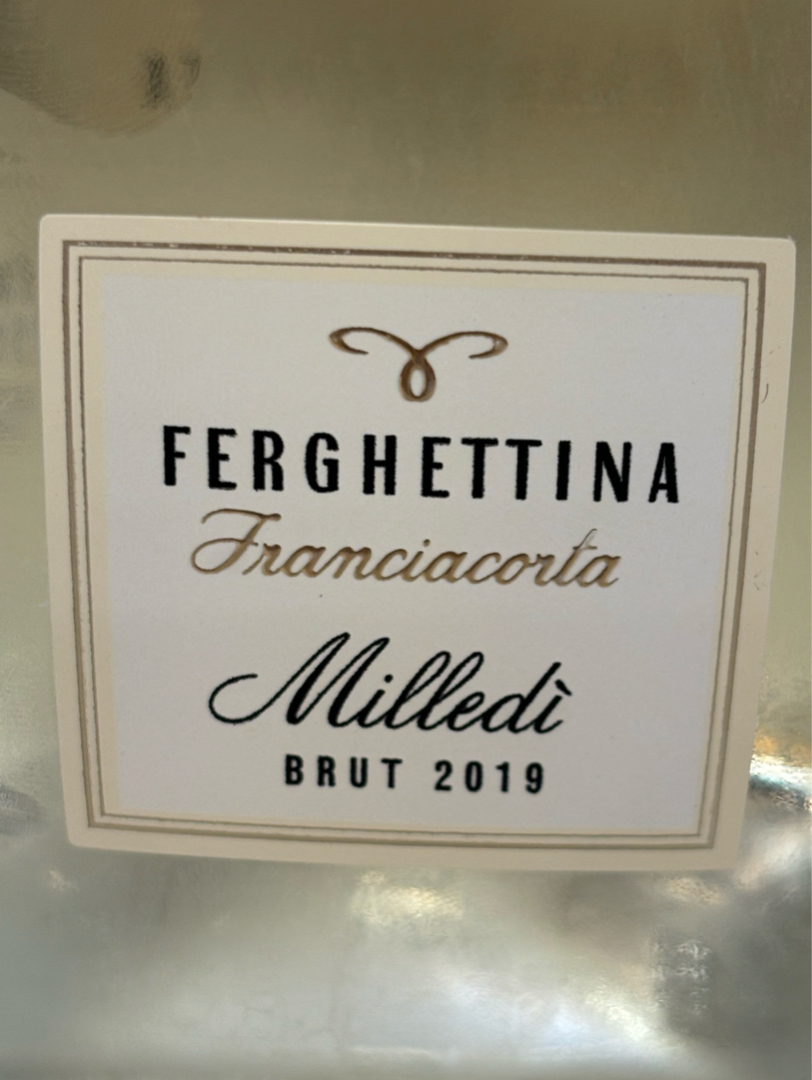 FERGHETTINA
Franciacorta
Milledì
BRUT 2019